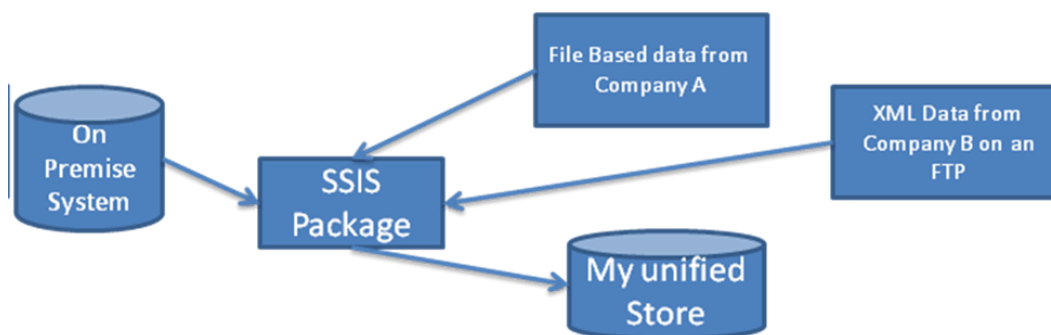 File Based data from
Company A
XML Data from
Company B on an
FTP
On
Premise
System
SSIS
Package
My unified
Store